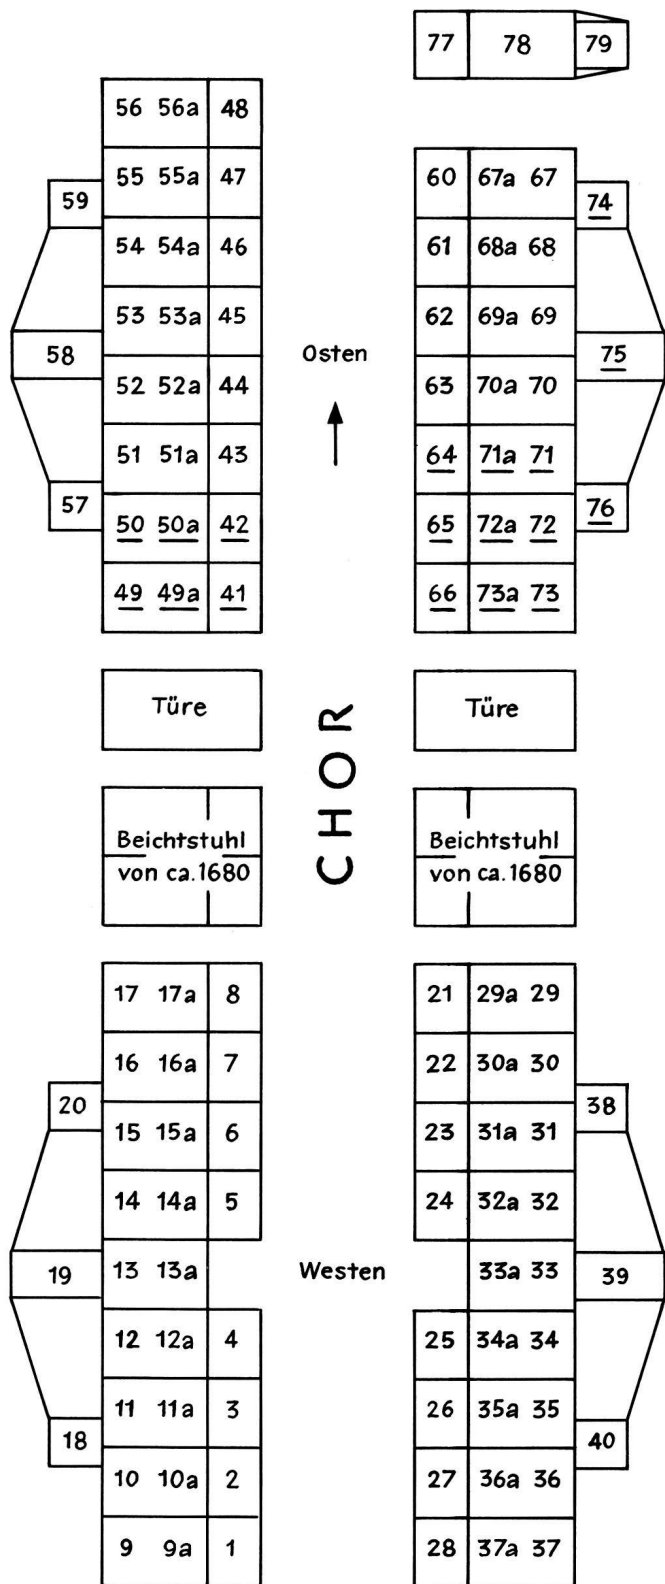 77 78 79
56 56a 48
55 55a 47 60 67a 67
59 74
54 54a 46 61 68a 68
53 53a 45 62 69a 69
58 Osten 75
52 52a 44 63 70a 70
51 51a 43 64 71a 71
57 76
50 50a 42 65 72a 72
49 49a 41 66 73a 73
Türe Türe
CHOR
Beichtstuhl Beichtstuhl
von ca. 1680 von ca. 1680
17 17a 8 21 29a 29
16 16a 7 22 30a 30
20 38
15 15a 6 23 31a 31
14 14a 5 24 32a 32
19 13 13a Westen 33a 33 39
12 12a 4 25 34a 34
11 11a 3 26 35a 35
18 40
10 10a 2 27 36a 36
9 9a 1 28 37a 37